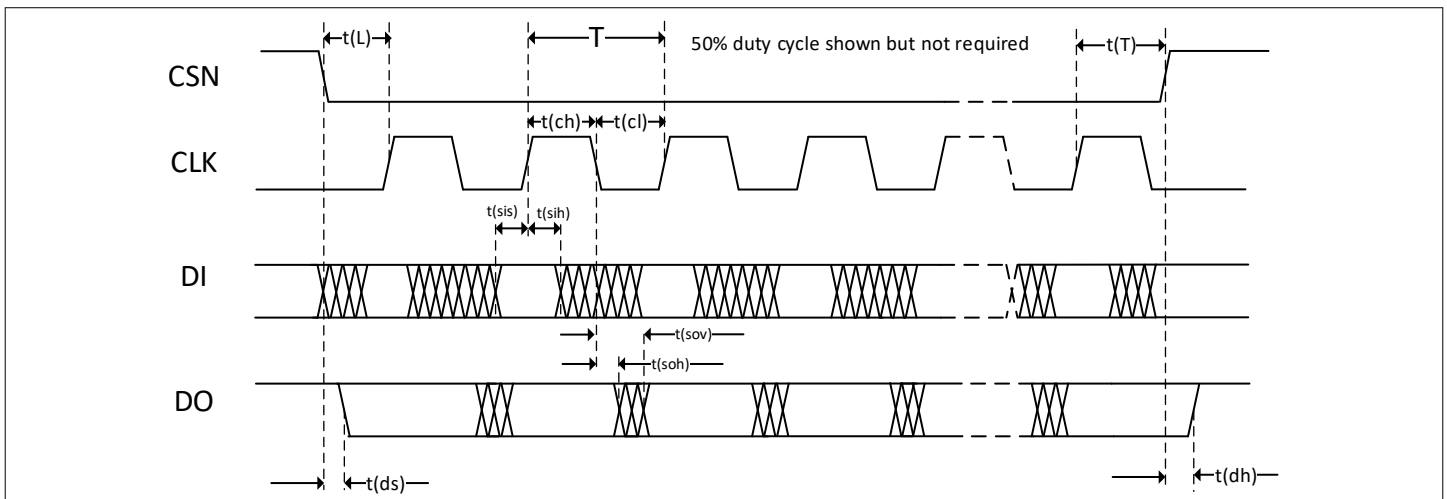 t(L)
T
50% duty cycle shown but not required
t(T)
CSN
t(ch)
t(cl)
CLK
t(sis)
t(sih)
DI
t(sov)
t(soh)
DO
t(ds)
t(dh)